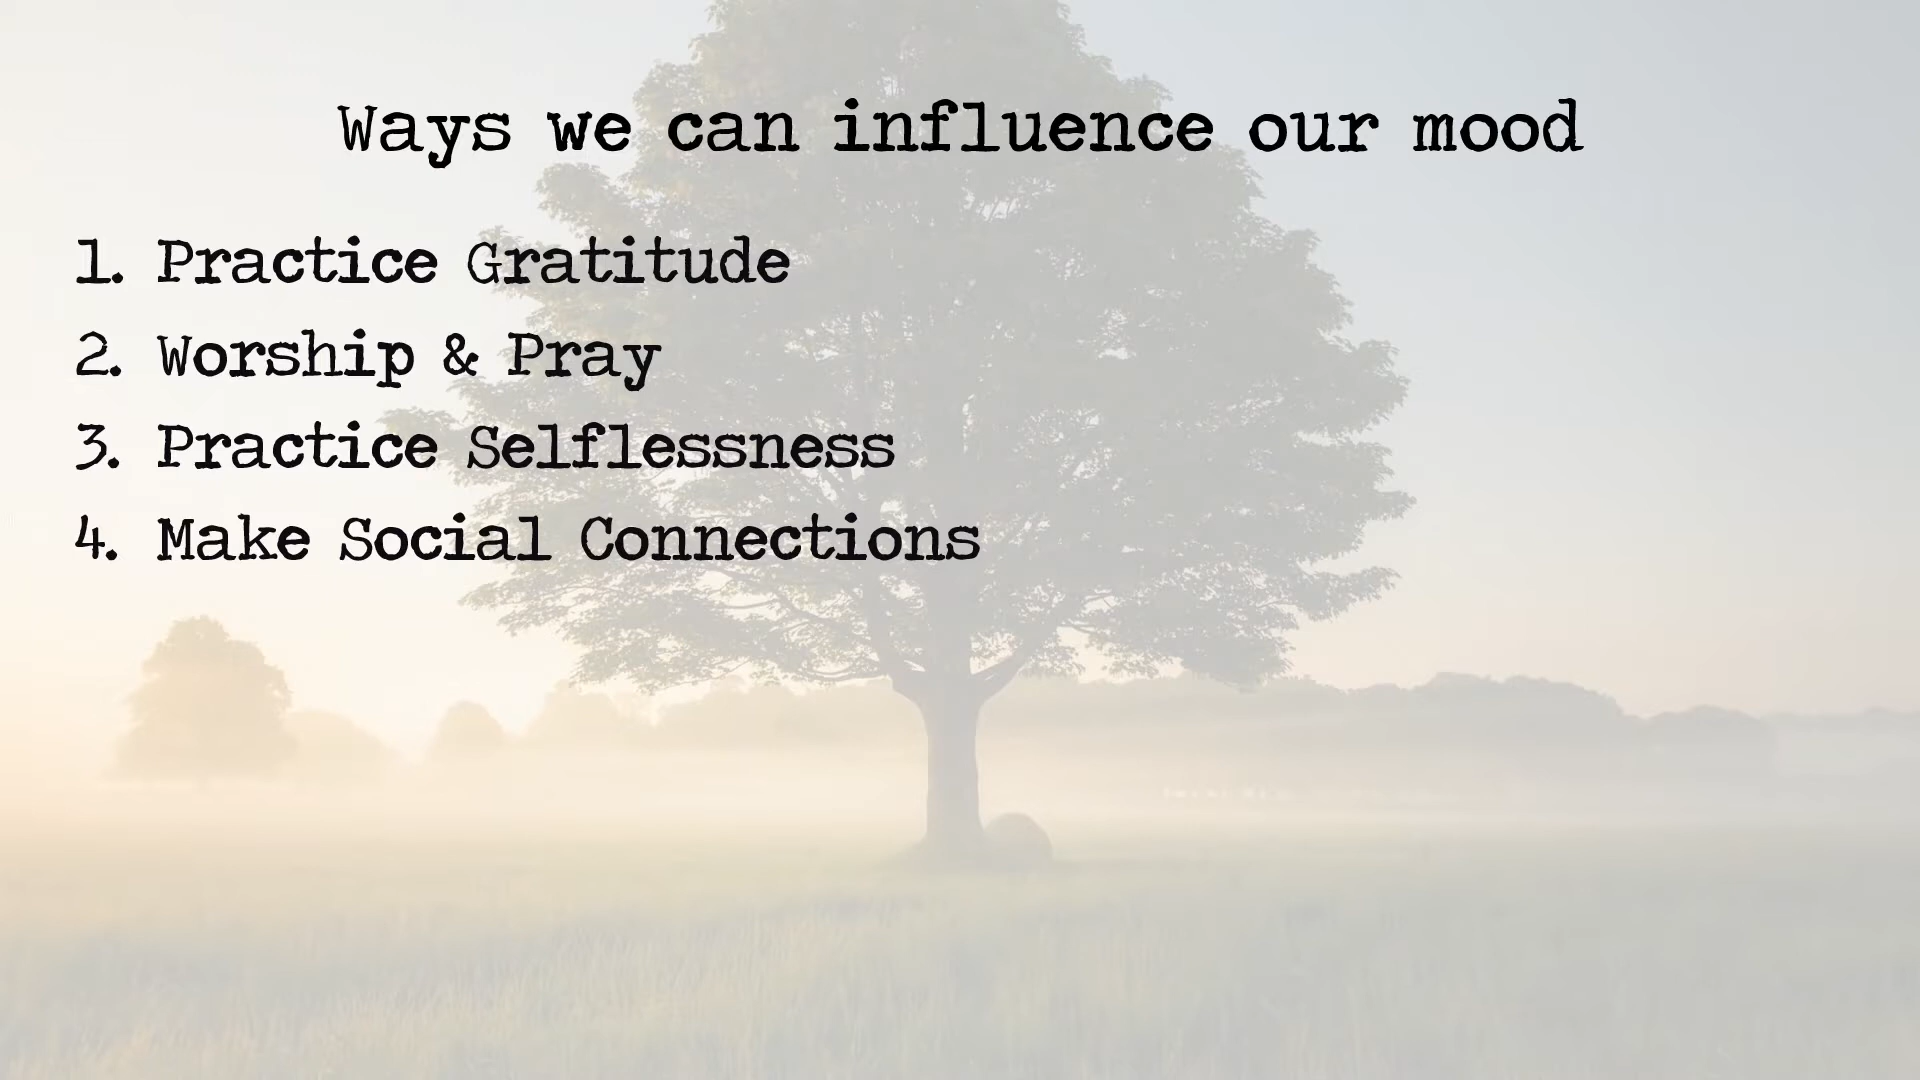 Ways we can influence our mood
1. Practice Gratitude
2. Worship & Pray
3. Practice Selflessness
4. Make Social Connections